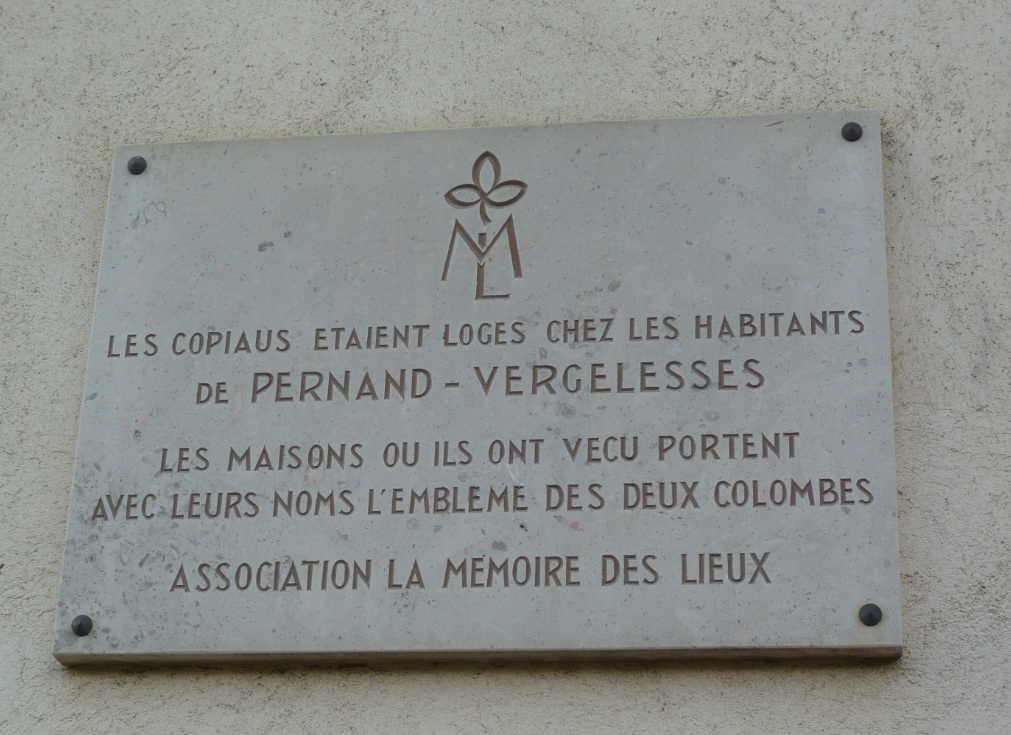 ML
LES COPIAUS ETAIENT LOGES CHEZ LES HABITANTS
DE PERNAND - VERGELESSES
LES MAISONS OU ILS ONT VECU PORTENT
AVEC LEURS NOMS L'EMBLEME DES DEUX COLOMBES
ASSOCIATION LA MEMOIRE DES LIEUX